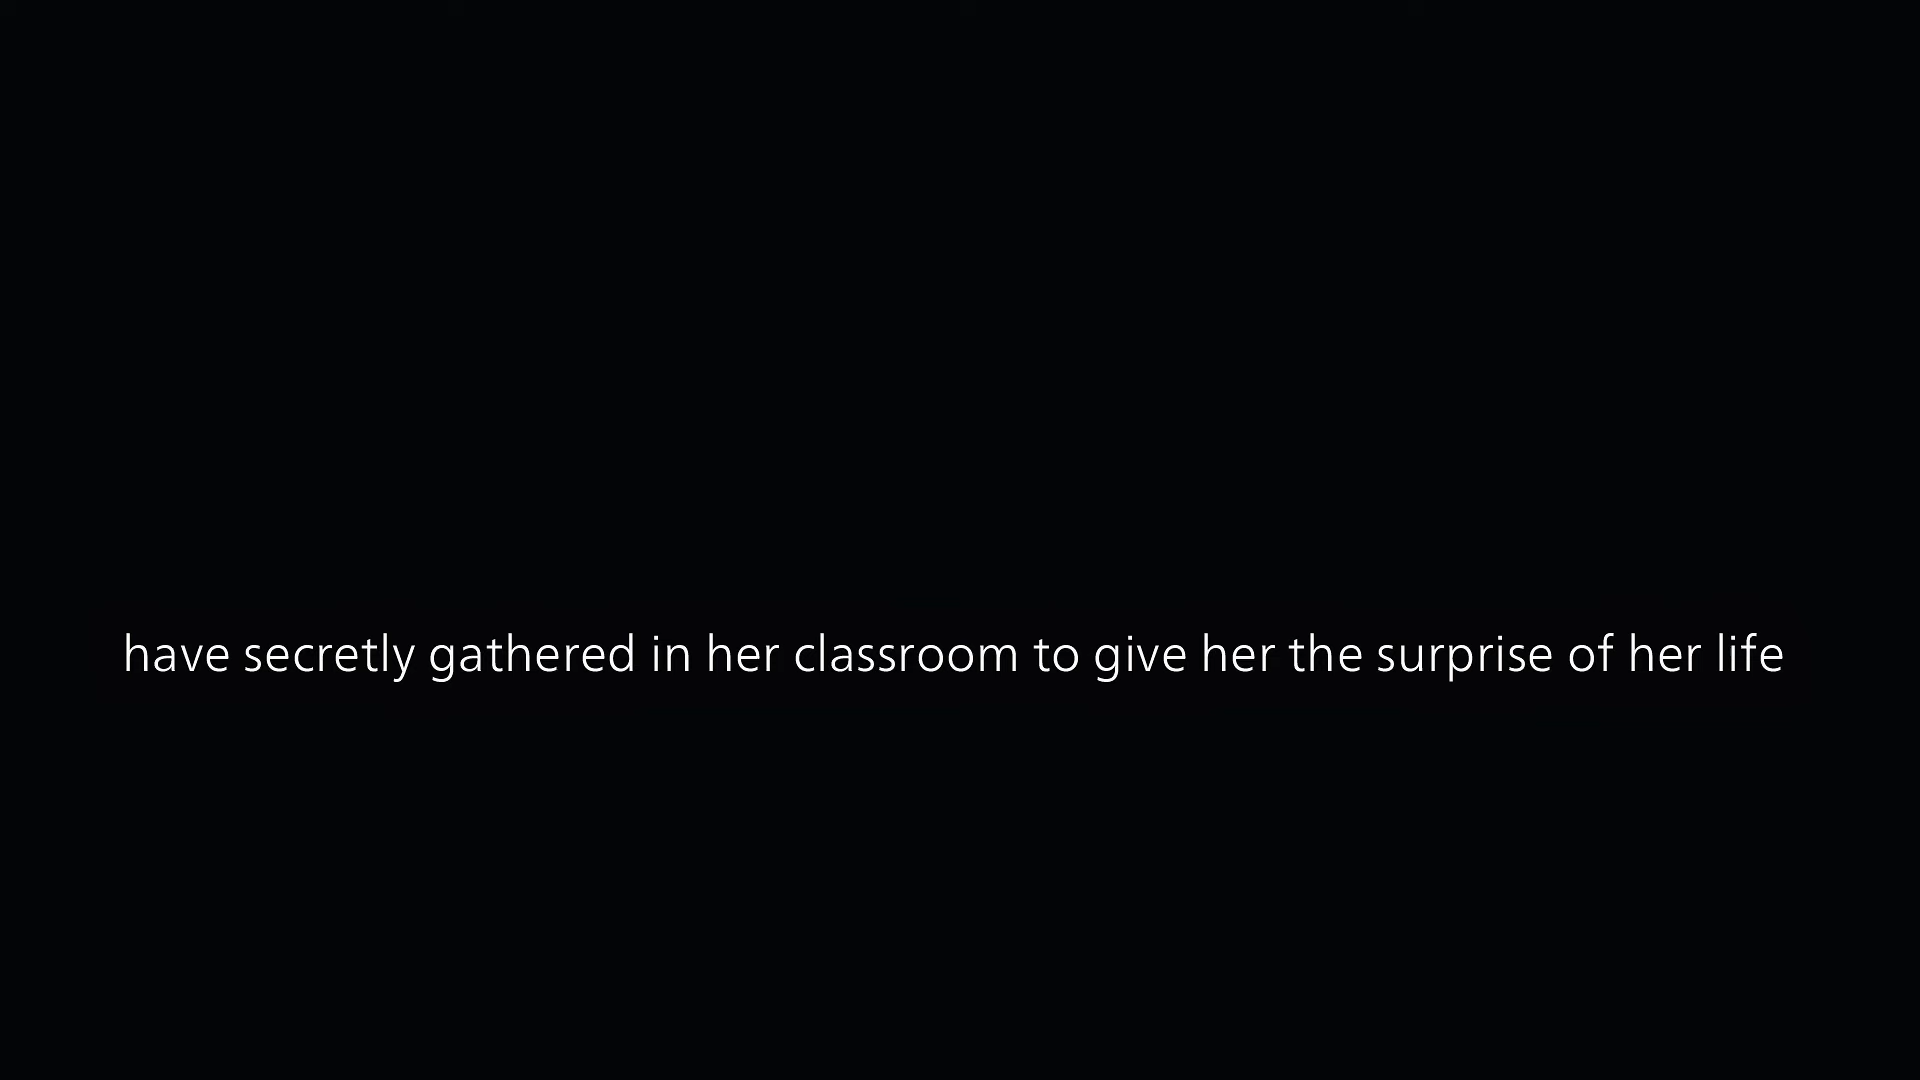 have secretly gathered in her classroom to give her the surprise of her life